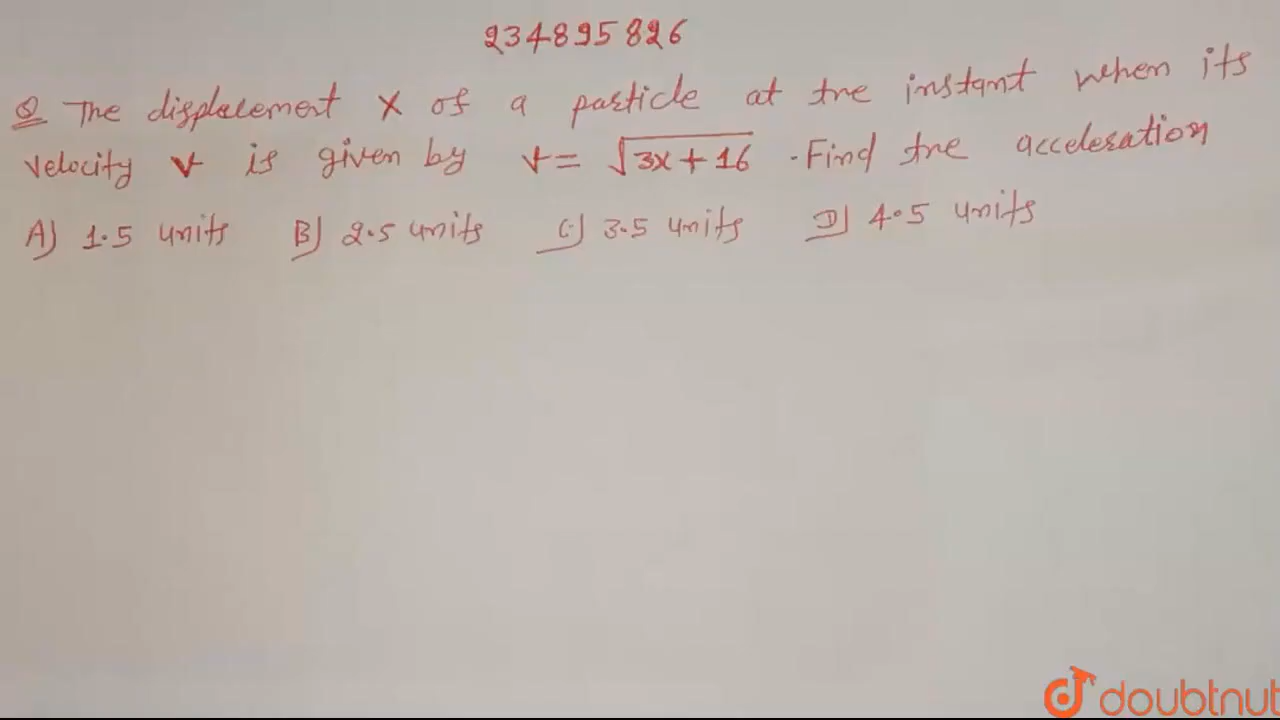 234895826
Q The displacement x of a particle at the instant when its
velocity v is given by v = √3x + 16 . Find the acceleration
A) 1.5 units B) 2.5 units C) 3.5 units D) 4.5 units
doubtnut